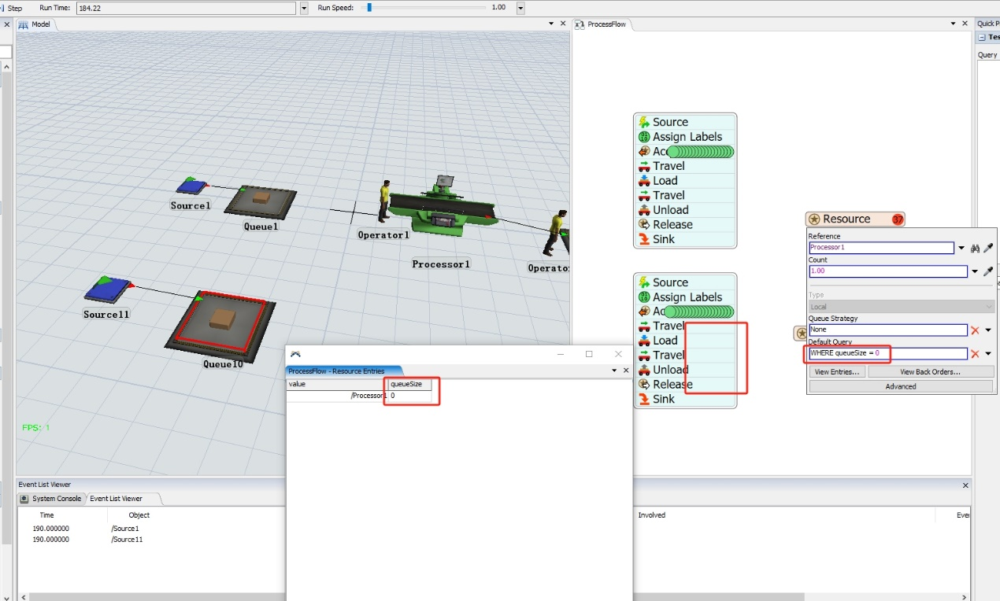 Step Run Time: 184.22 Run Speed: 1.00
Model
ProcessFlow
Quick P
Tes
Query
Source1
Queue1
Operator1
Processor1
Operato
Source11
Queue10
FPS: 1
Source
Assign Labels
Acc
Travel
Load
Travel
Unload
Release
Sink
Source
Assign Labels
Ac
Travel
Load
Travel
Unload
Release
Sink
Resource 37
Reference
Processor1
Count
1.00
Type
Local
Queue Strategy
None
Default Query
WHERE queueSize = 0
View Entries... View Back Orders...
Advanced
ProcessFlow - Resource Entries
value queueSize
/Processor1 0
Event List Viewer
System Console Event List Viewer
Time Object Involved Even
190.000000 /Source1
190.000000 /Source11